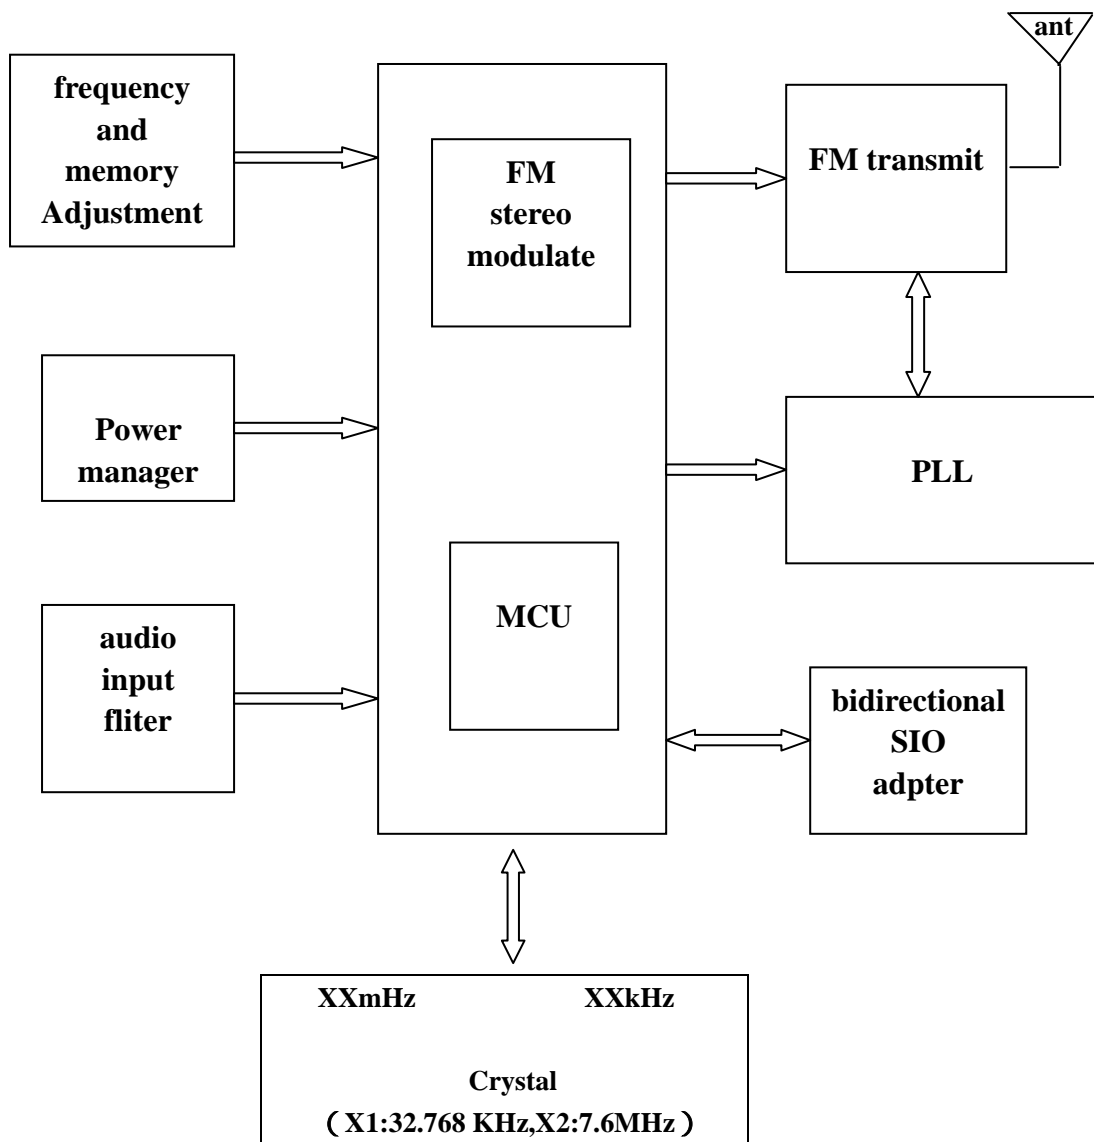 ant
frequency
and
memory
Adjustment
FM
stereo
modulate
FM transmit
Power
manager
PLL
MCU
audio
input
fliter
bidirectional
SIO
adpter
XXmHz XXkHz
Crystal
（X1:32.768 KHz,X2:7.6MHz）